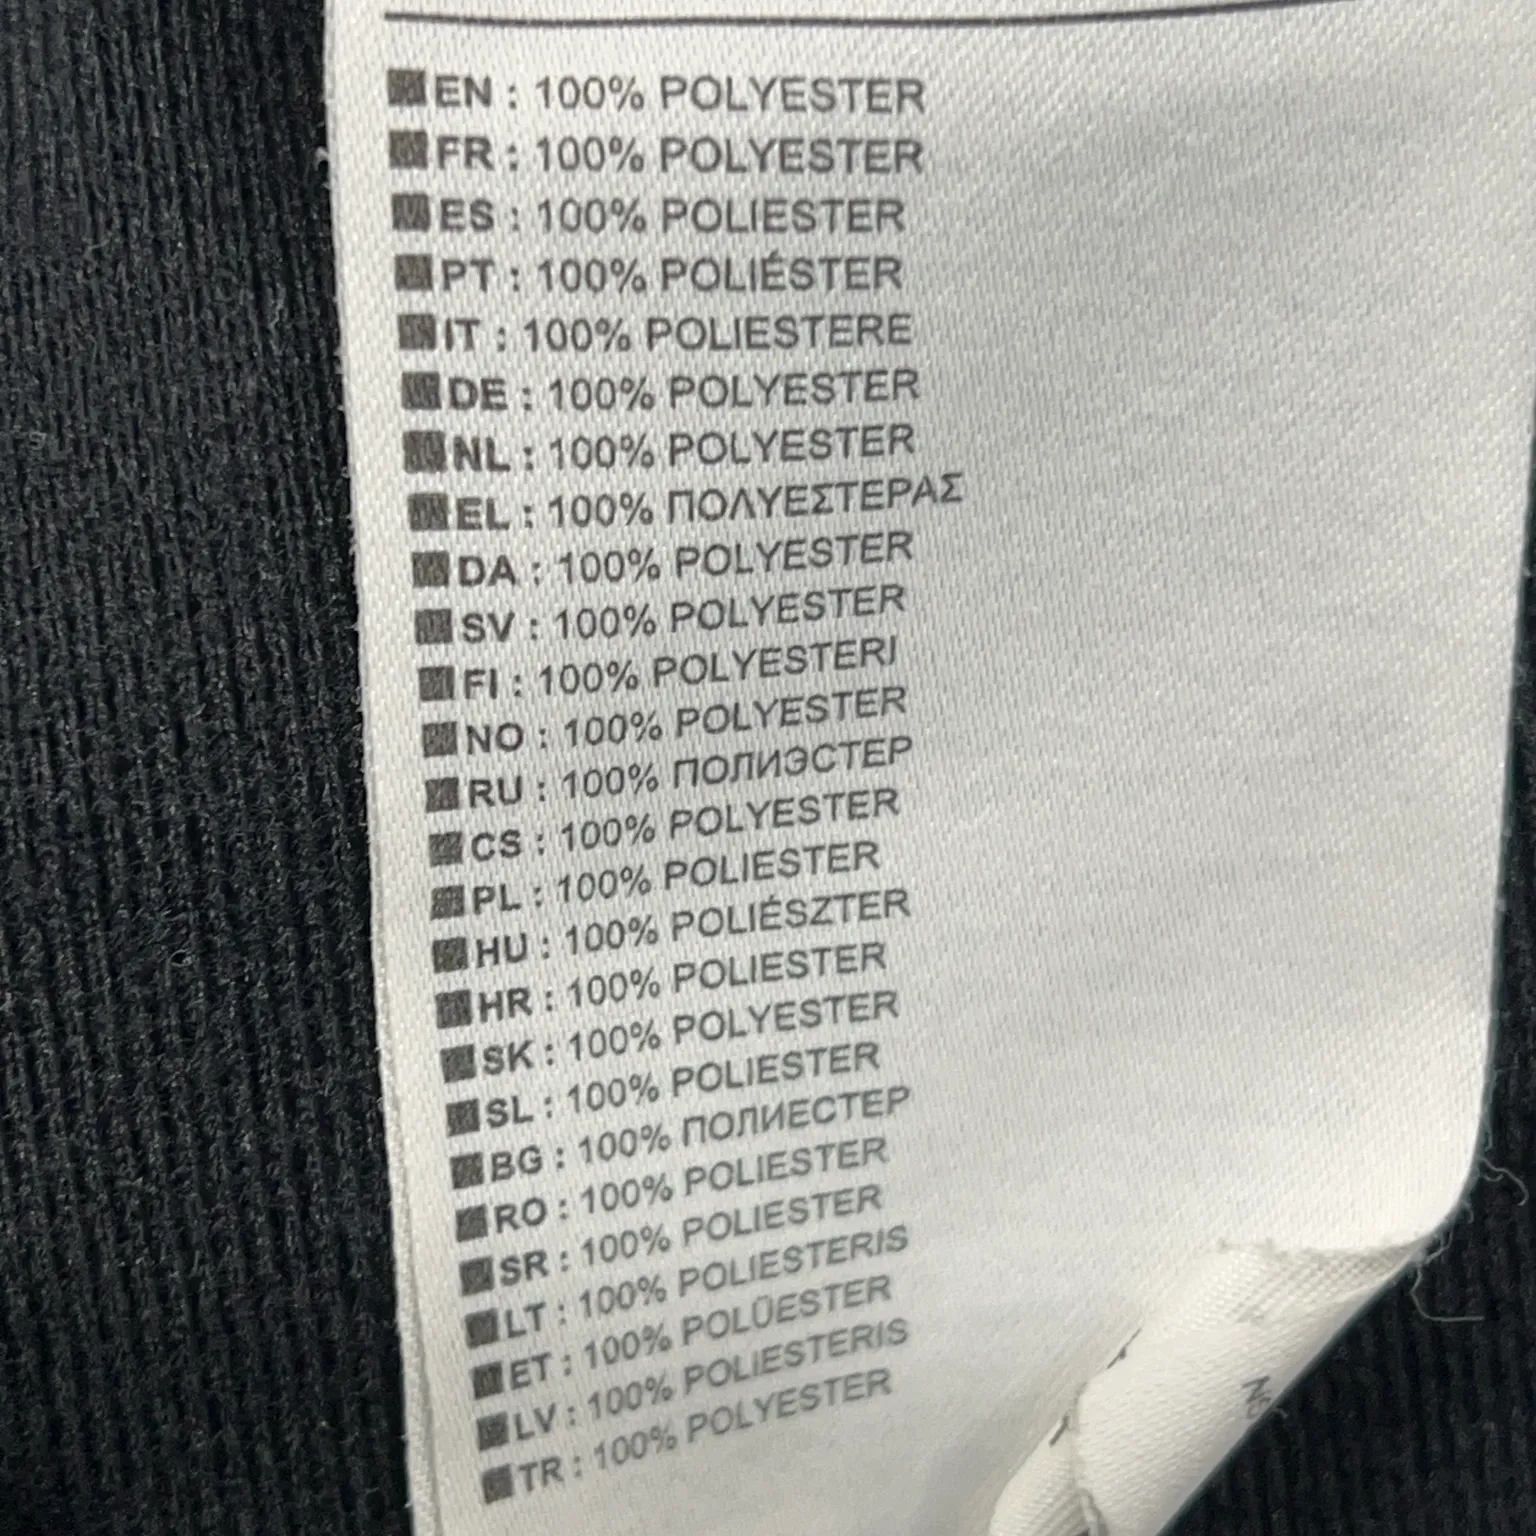 EN : 100% POLYESTER
FR : 100% POLYESTER
ES : 100% POLIESTER
PT : 100% POLIÉSTER
IT : 100% POLIESTERE
DE : 100% POLYESTER
NL : 100% POLYESTER
EL : 100% ΠΟΛΥΕΣΤΕΡΑΣ
DA : 100% POLYESTER
SV : 100% POLYESTER
FI : 100% POLYESTERI
NO : 100% POLYESTER
RU : 100% ПОЛИЭСТЕР
CS : 100% POLYESTER
PL : 100% POLIESTER
HU : 100% POLIÉSZTER
HR : 100% POLIESTER
SK : 100% POLYESTER
SL : 100% POLIESTER
BG : 100% ПОЛИЕСТЕР
RO : 100% POLIESTER
SR : 100% POLIESTER
LT : 100% POLIESTERIS
ET : 100% POLÜESTER
LV : 100% POLIESTERIS
TR : 100% POLYESTER